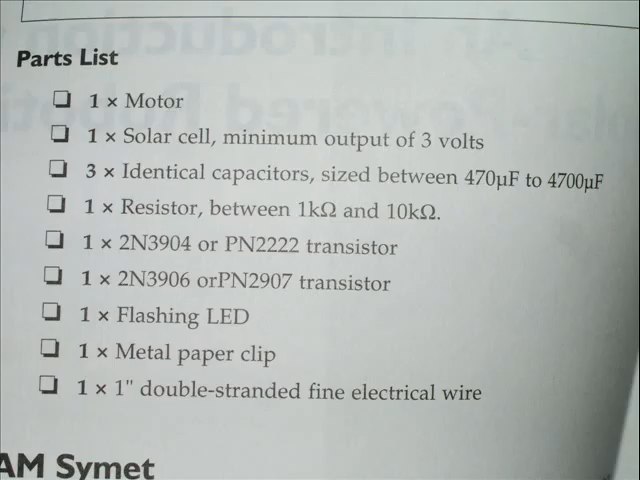 Parts List
❏ 1 × Motor
❏ 1 × Solar cell, minimum output of 3 volts
❏ 3 × Identical capacitors, sized between 470µF to 4700µF
❏ 1 × Resistor, between 1kΩ and 10kΩ.
❏ 1 × 2N3904 or PN2222 transistor
❏ 1 × 2N3906 orPN2907 transistor
❏ 1 × Flashing LED
❏ 1 × Metal paper clip
❏ 1 × 1" double-stranded fine electrical wire
AM Symet